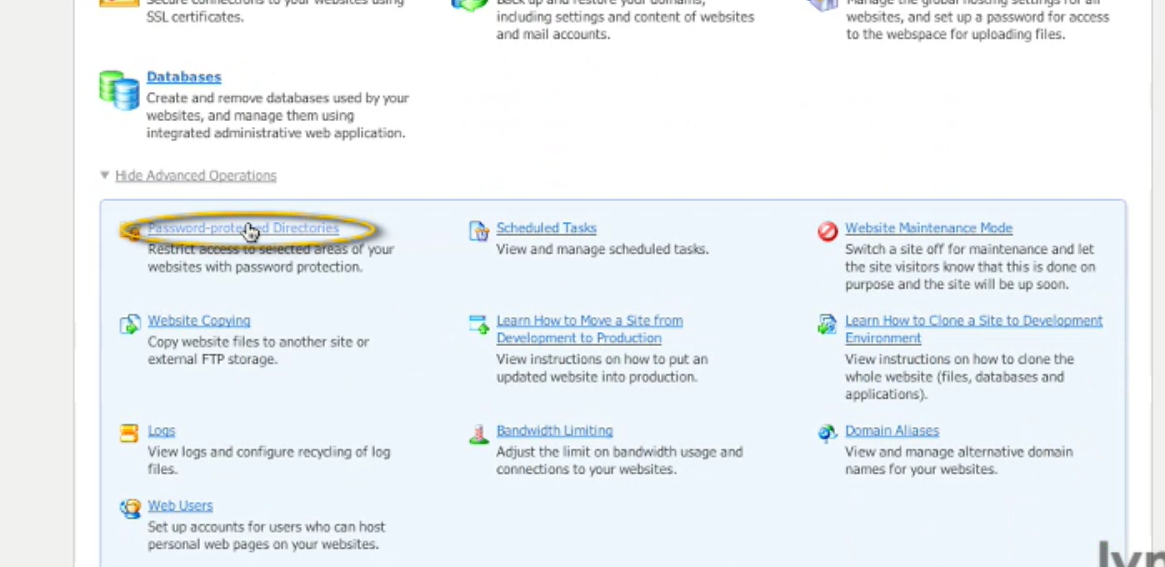 Secure connections to your websites using
SSL certificates.
Back up and restore your domains,
including settings and content of websites
and mail accounts.
Manage the global hosting settings for all
websites, and set up a password for access
to the webspace for uploading files.
Databases
Create and remove databases used by your
websites, and manage them using
integrated administrative web application.
Hide Advanced Operations
Password-protected Directories
Restrict access to selected areas of your
websites with password protection.
Scheduled Tasks
View and manage scheduled tasks.
Website Maintenance Mode
Switch a site off for maintenance and let
the site visitors know that this is done on
purpose and the site will be up soon.
Website Copying
Copy website files to another site or
external FTP storage.
Learn How to Move a Site from
Development to Production
View instructions on how to put an
updated website into production.
Learn How to Clone a Site to Development
Environment
View instructions on how to clone the
whole website (files, databases and
applications).
Logs
View logs and configure recycling of log
files.
Bandwidth Limiting
Adjust the limit on bandwidth usage and
connections to your websites.
Domain Aliases
View and manage alternative domain
names for your websites.
Web Users
Set up accounts for users who can host
personal web pages on your websites.